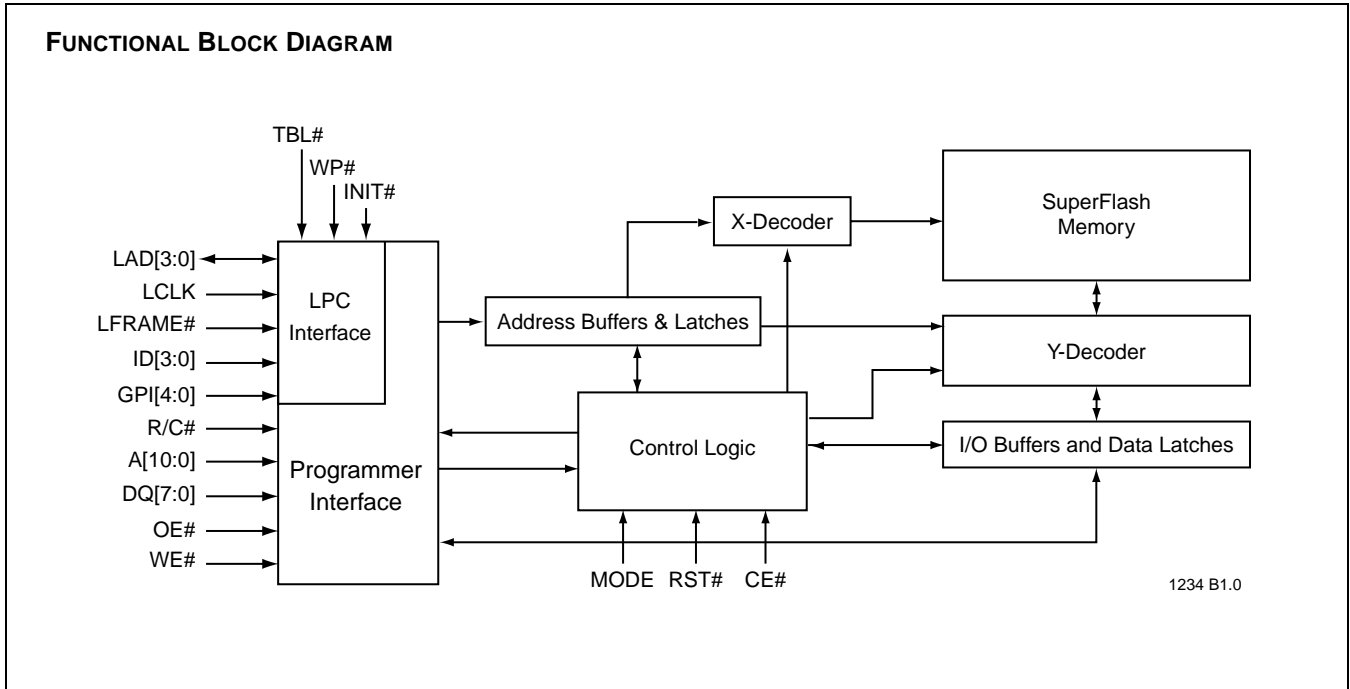 FUNCTIONAL BLOCK DIAGRAM
TBL#
WP#
INIT#
LAD[3:0]
LCLK
LFRAME#
ID[3:0]
GPI[4:0]
R/C#
A[10:0]
DQ[7:0]
OE#
WE#
LPC
Interface
Programmer
Interface
Address Buffers & Latches
X-Decoder
SuperFlash
Memory
Y-Decoder
Control Logic
I/O Buffers and Data Latches
MODE RST# CE#
1234 B1.0